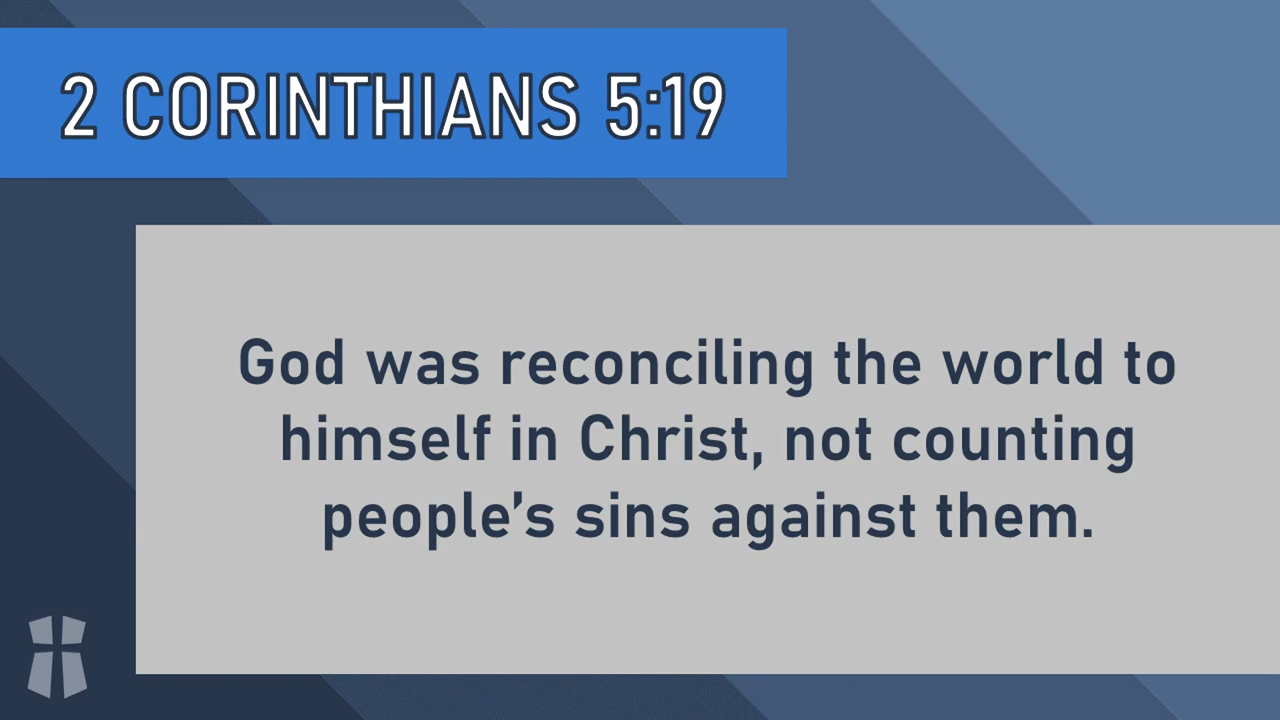 2 CORINTHIANS 5:19
God was reconciling the world to
himself in Christ, not counting
people’s sins against them.